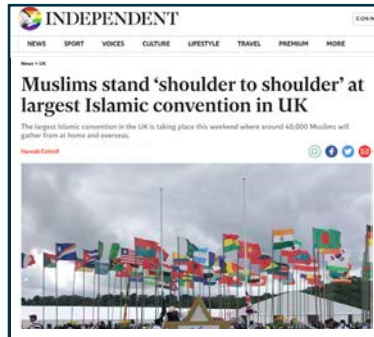 INDEPENDENT
NEWS SPORT VOICES CULTURE LIFESTYLE TRAVEL PREMIUM MORE
News > UK
Muslims stand ‘shoulder to shoulder’ at
largest Islamic convention in UK
The largest Islamic convention in the UK is taking place this weekend where around 40,000 Muslims will
gather from at home and overseas.